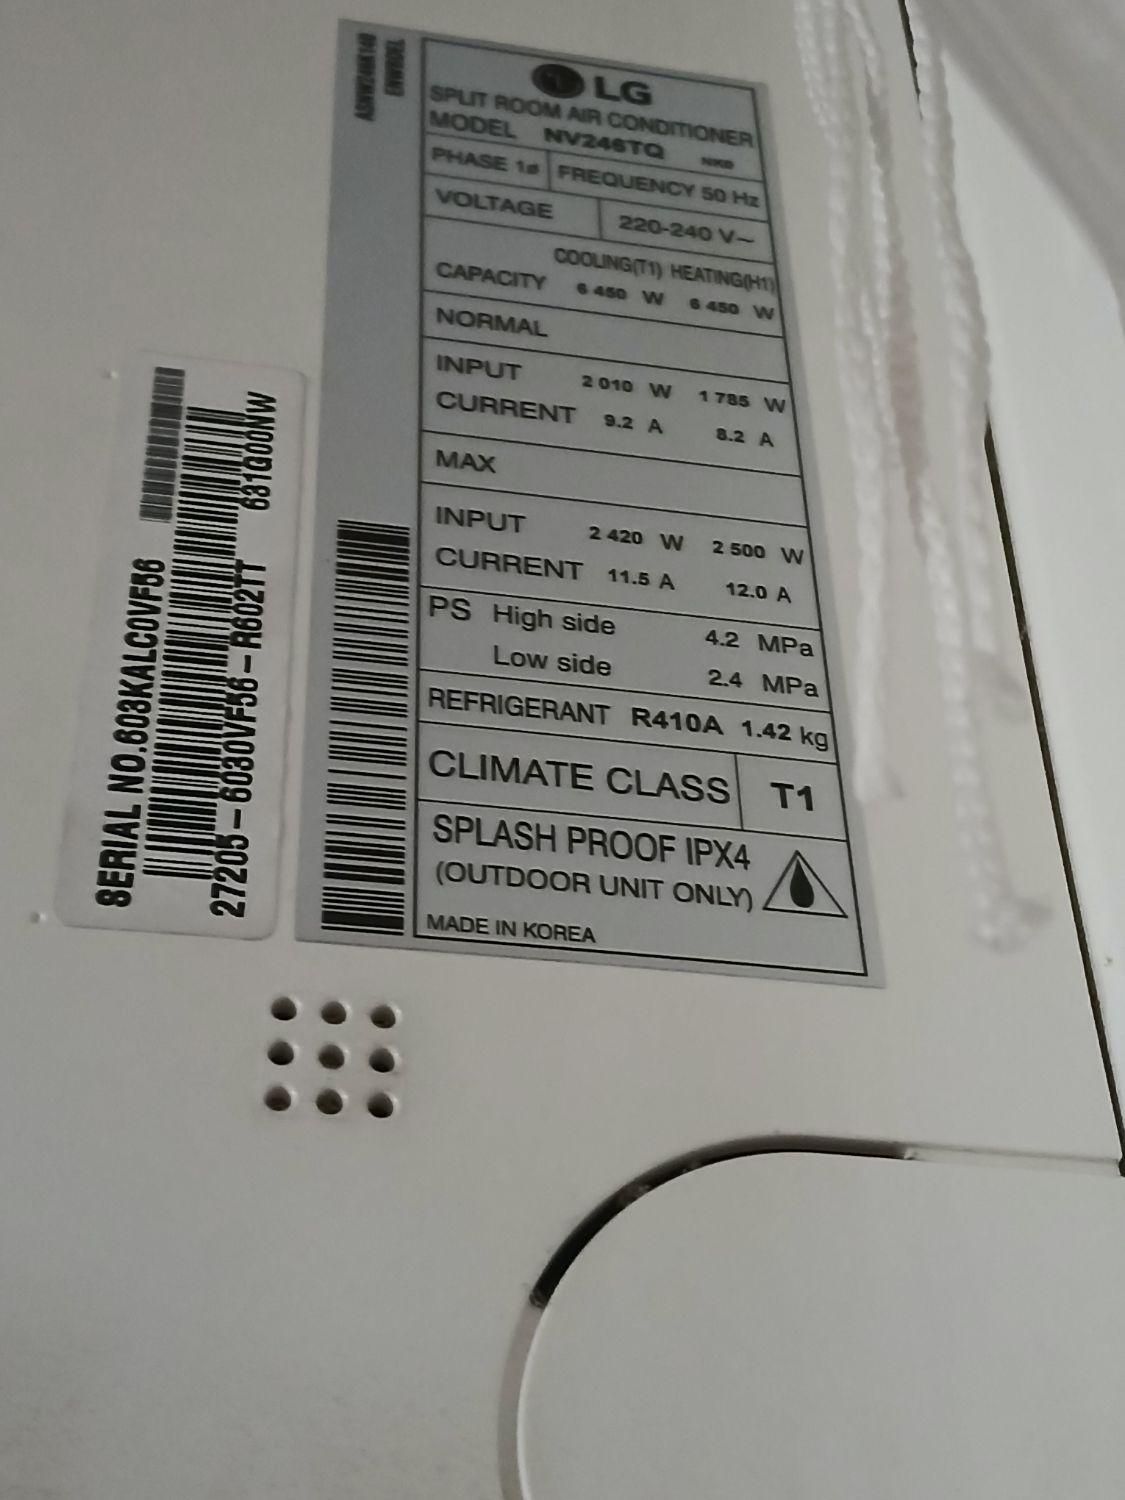 LG
SPLIT ROOM AIR CONDITIONER
MODEL NV246TQ NK0
PHASE 1ø FREQUENCY 50 Hz
VOLTAGE 220-240 V~
COOLING(T1) HEATING(H1)
CAPACITY 6 450 W 6 450 W
NORMAL
INPUT 2 010 W 1 785 W
CURRENT 9.2 A 8.2 A
MAX
INPUT 2 420 W 2 500 W
CURRENT 11.5 A 12.0 A
PS High side 4.2 MPa
Low side 2.4 MPa
REFRIGERANT R410A 1.42 kg
CLIMATE CLASS T1
SPLASH PROOF IPX4
(OUTDOOR UNIT ONLY)
MADE IN KOREA
SERIAL NO.603KALC0VF56
27205-6030VF56-R602TT 631Q00NW